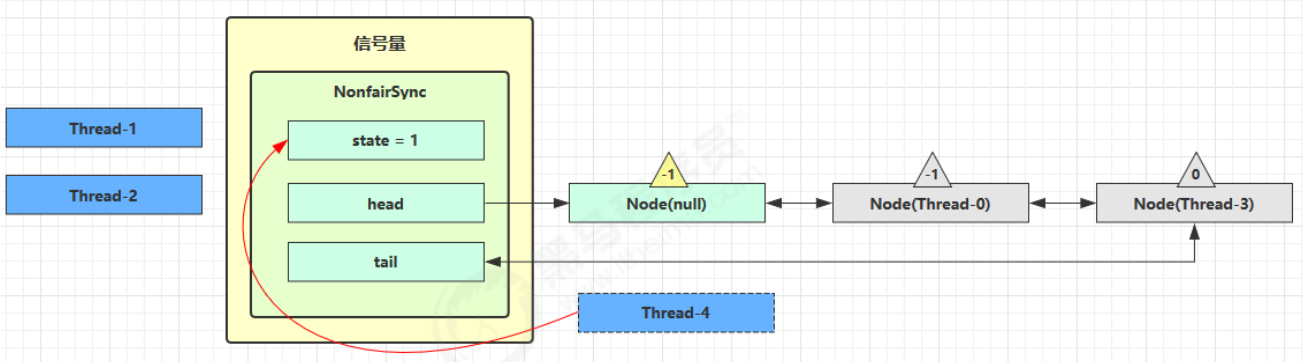 信号量
NonfairSync
Thread-1
state = 1
Thread-2
head
tail
-1
Node(null)
-1
Node(Thread-0)
0
Node(Thread-3)
Thread-4